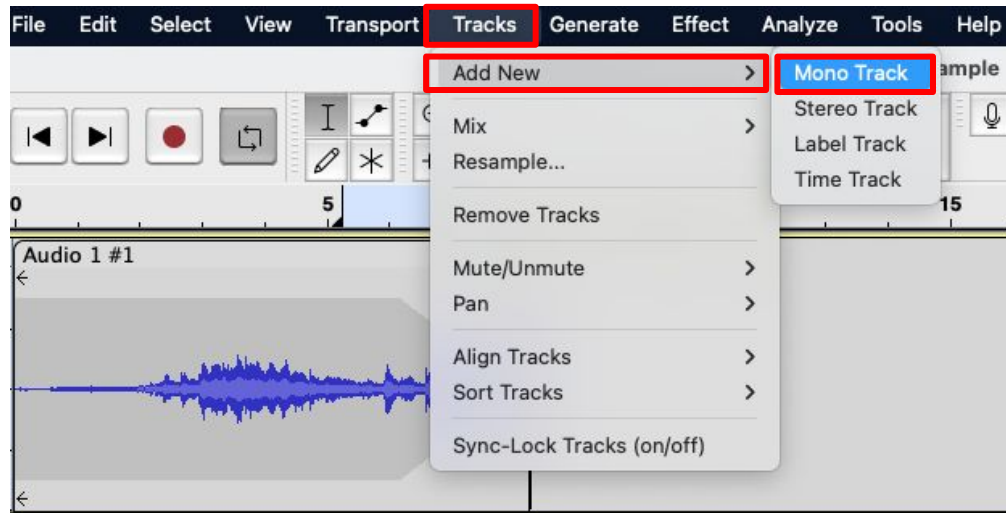 File Edit Select View Transport Tracks Generate Effect Analyze Tools Help
Add New
Mono Track
ample
Stereo Track
Label Track
Time Track
Mix
Resample...
Remove Tracks
Mute/Unmute
Pan
Align Tracks
Sort Tracks
Sync-Lock Tracks (on/off)
0 5 15
Audio 1 #1